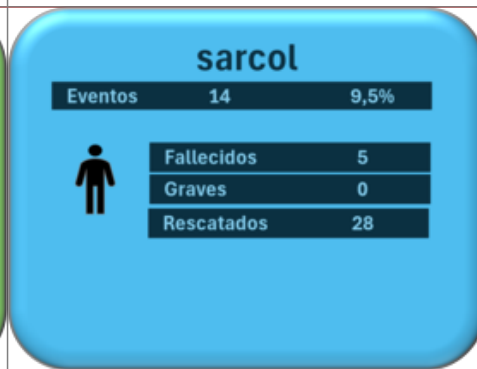 sarcol
Eventos 14 9,5%
Fallecidos 5
Graves 0
Rescatados 28